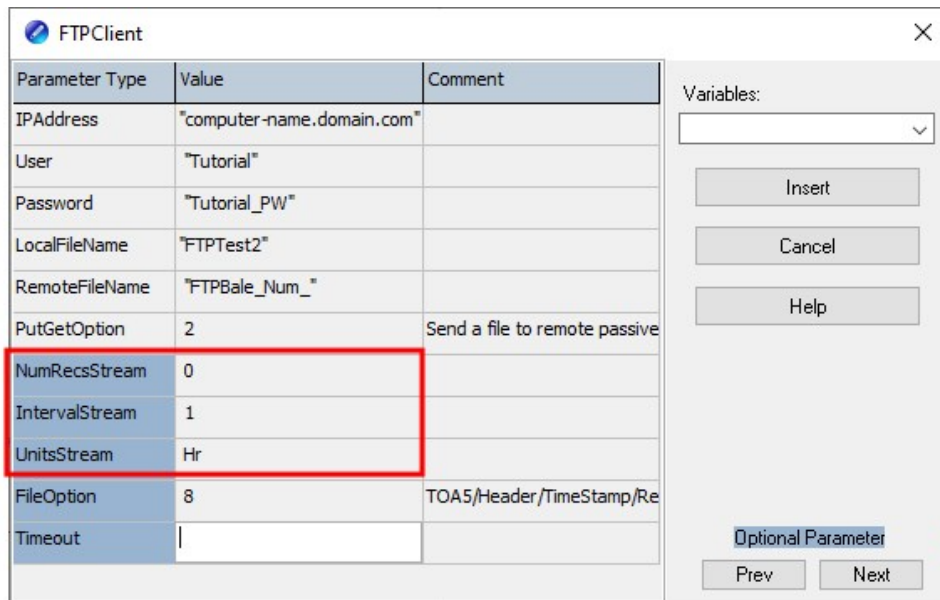 FTPClient
Parameter Type Value Comment
IPAddress "computer-name.domain.com"
User "Tutorial"
Password "Tutorial_PW"
LocalFileName "FTPTest2"
RemoteFileName "FTPBale_Num_"
PutGetOption 2 Send a file to remote passive
NumRecsStream 0
IntervalStream 1
UnitsStream Hr
FileOption 8 TOA5/Header/TimeStamp/Re
Timeout
Variables:
Insert
Cancel
Help
Optional Parameter
Prev Next